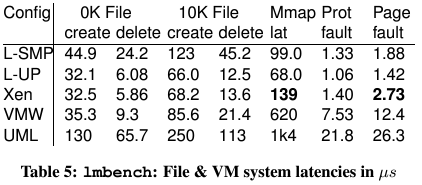 Config 0K File 10K File Mmap Prot Page
create delete create delete lat fault fault
L-SMP 44.9 24.2 123 45.2 99.0 1.33 1.88
L-UP 32.1 6.08 66.0 12.5 68.0 1.06 1.42
Xen 32.5 5.86 68.2 13.6 139 1.40 2.73
VMW 35.3 9.3 85.6 21.4 620 7.53 12.4
UML 130 65.7 250 113 1k4 21.8 26.3
Table 5: lmbench: File & VM system latencies in μs